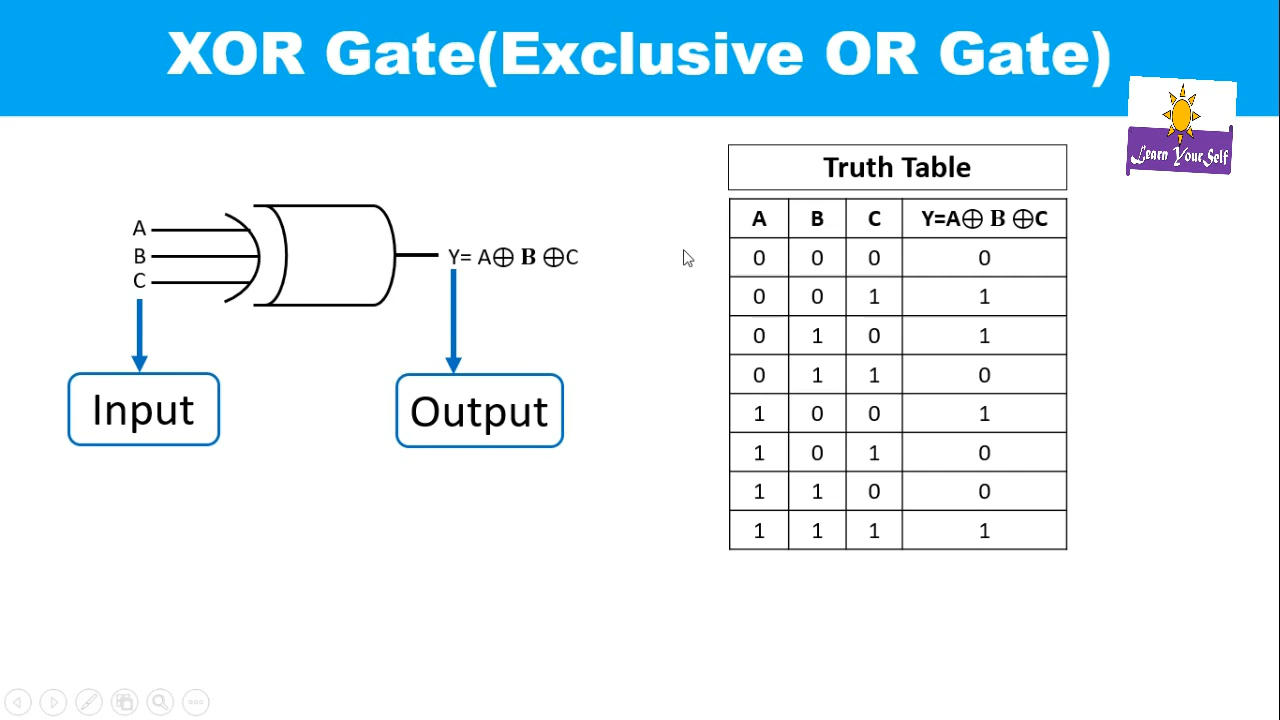 XOR Gate(Exclusive OR Gate)
Learn YourSelf
A
B
C
Y= A⊕ B ⊕C
Input
Output
Truth Table
A B C Y=A⊕ B ⊕C
0 0 0 0
0 0 1 1
0 1 0 1
0 1 1 0
1 0 0 1
1 0 1 0
1 1 0 0
1 1 1 1